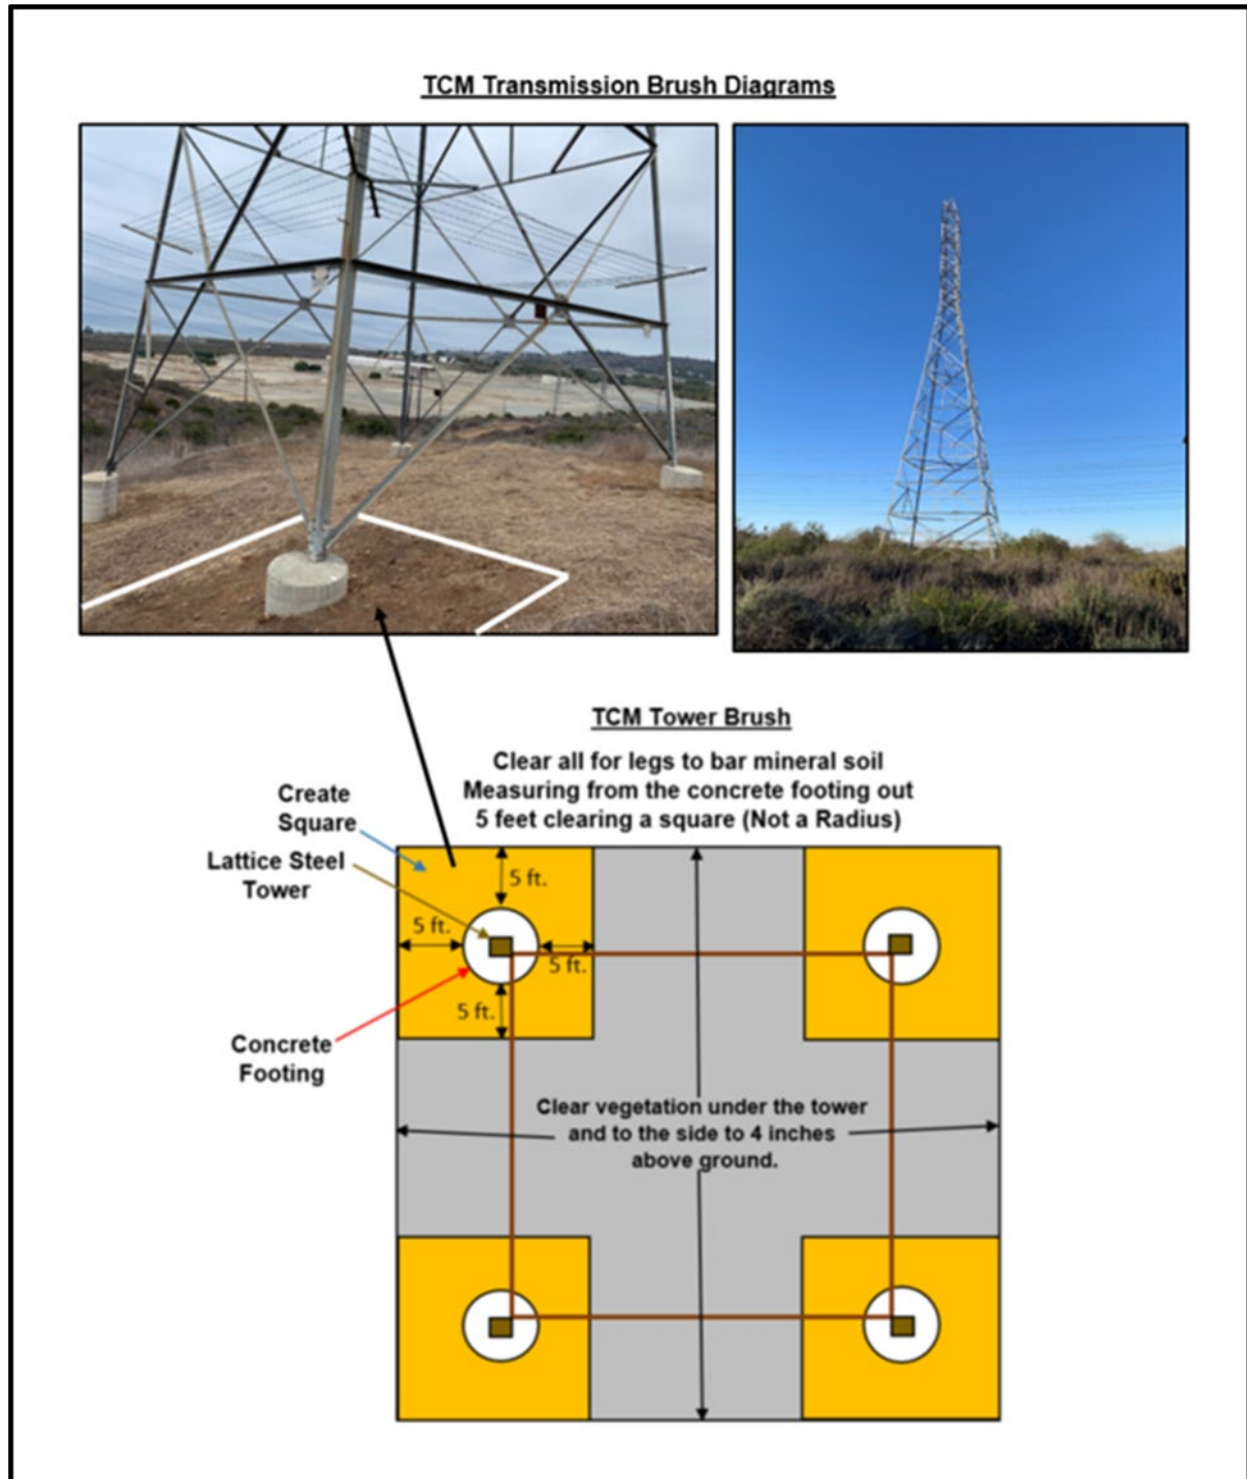 TCM Transmission Brush Diagrams
TCM Tower Brush
Clear all for legs to bar mineral soil
Measuring from the concrete footing out
5 feet clearing a square (Not a Radius)
Create
Square
Lattice Steel
Tower
5 ft.
5 ft.
5 ft.
5 ft.
Concrete
Footing
Clear vegetation under the tower
and to the side to 4 inches
above ground.